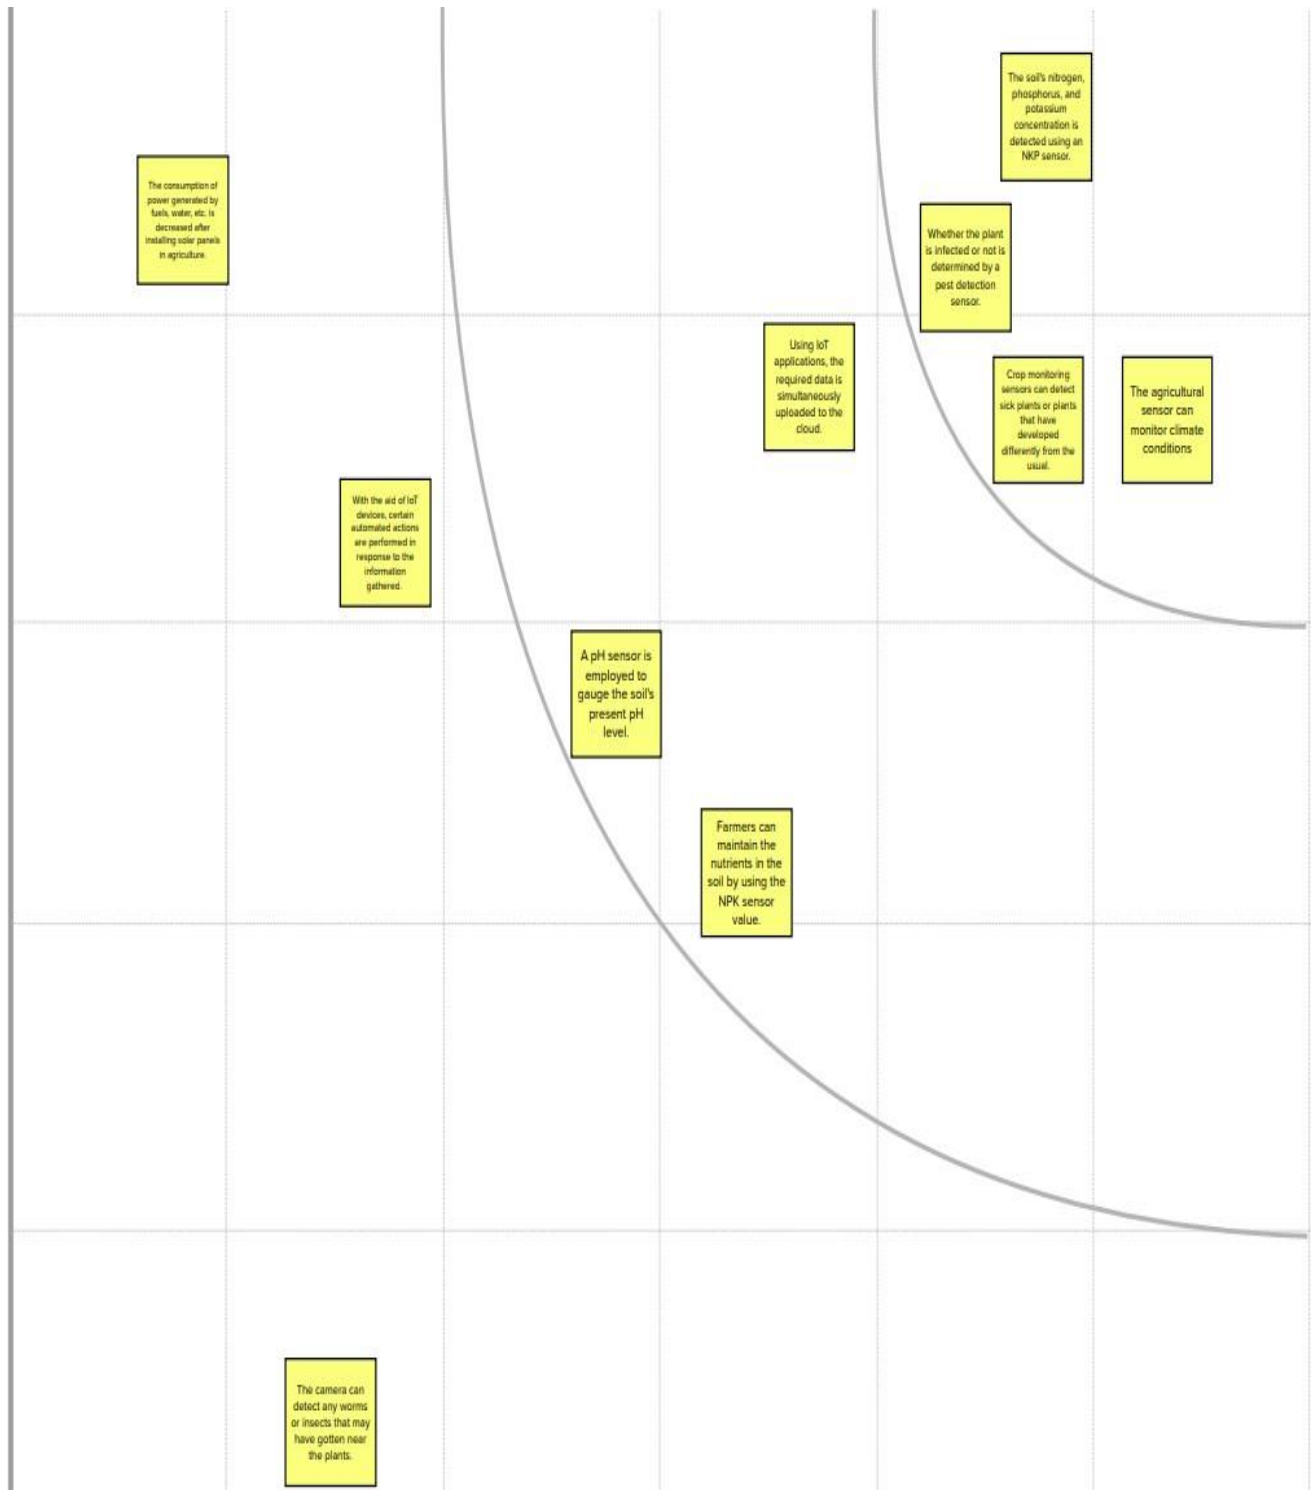 The soil's nitrogen,
phosphorus, and
potassium
concentration is
detected using an
NKP sensor.
The consumption of
power generated by
fuels, water, etc. is
decreased after
installing solar panels
in agriculture.
Whether the plant
is infected or not is
determined by a
pest detection
sensor.
Using IoT
applications, the
required data is
simultaneously
uploaded to the
cloud.
Crop monitoring
sensors can detect
sick plants or plants
that have
developed
differently from the
usual.
The agricultural
sensor can
monitor climate
conditions
With the aid of IoT
devices, certain
automated actions
are performed in
response to the
information
gathered.
A pH sensor is
employed to
gauge the soil's
present pH
level.
Farmers can
maintain the
nutrients in the
soil by using the
NPK sensor
value.
The camera can
detect any worms
or insects that may
have gotten near
the plants.